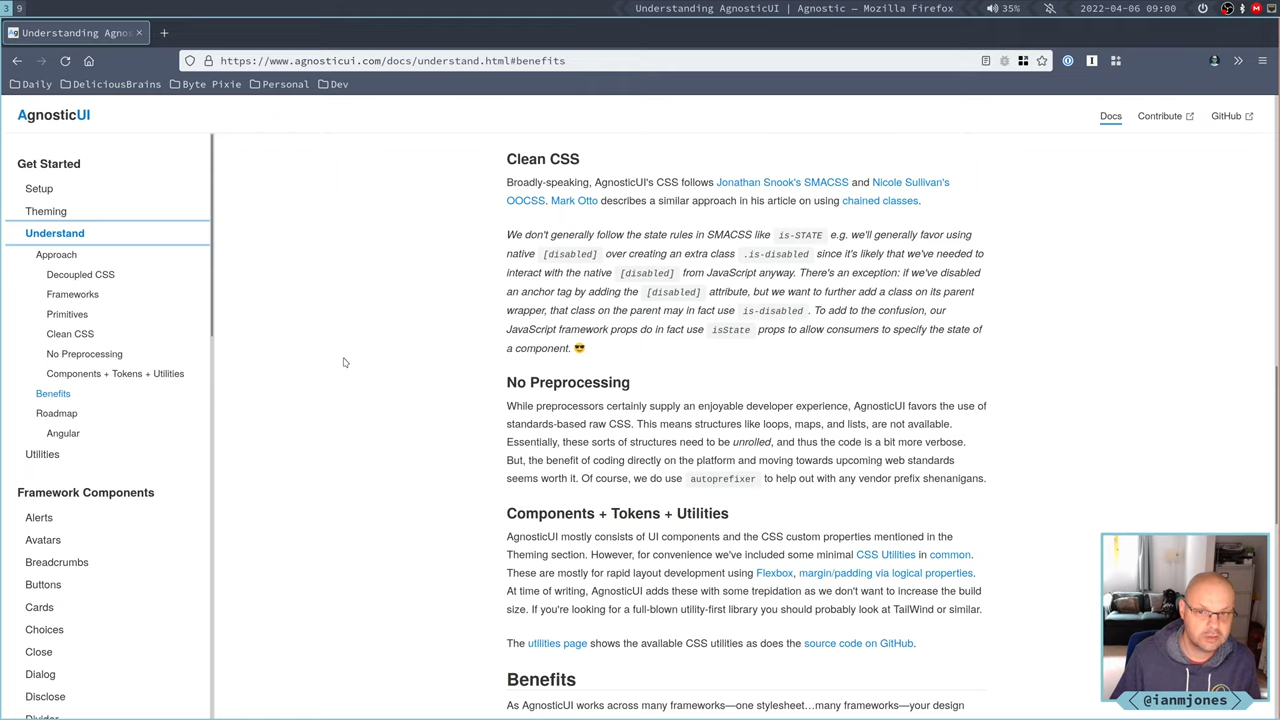 3 9 Understanding AgnosticUI | Agnostic — Mozilla Firefox 35% 2022-04-06 09:00
Understanding Agno
https://www.agnosticui.com/docs/understand.html#benefits
Daily DeliciousBrains Byte Pixie Personal Dev
AgnosticUI Docs Contribute GitHub
Get Started
Setup
Theming
Understand
Approach
Decoupled CSS
Frameworks
Primitives
Clean CSS
No Preprocessing
Components + Tokens + Utilities
Benefits
Roadmap
Angular
Utilities
Framework Components
Alerts
Avatars
Breadcrumbs
Buttons
Cards
Choices
Close
Dialog
Disclose
Clean CSS
Broadly-speaking, AgnosticUI's CSS follows Jonathan Snook's SMACSS and Nicole Sullivan's
OOCSS. Mark Otto describes a similar approach in his article on using chained classes.
We don't generally follow the state rules in SMACSS like is-STATE e.g. we'll generally favor using
native [disabled] over creating an extra class .is-disabled since it's likely that we've needed to
interact with the native [disabled] from JavaScript anyway. There's an exception: if we've disabled
an anchor tag by adding the [disabled] attribute, but we want to further add a class on its parent
wrapper, that class on the parent may in fact use is-disabled. To add to the confusion, our
JavaScript framework props do in fact use isState props to allow consumers to specify the state of
a component. 😎
No Preprocessing
While preprocessors certainly supply an enjoyable developer experience, AgnosticUI favors the use of
standards-based raw CSS. This means structures like loops, maps, and lists, are not available.
Essentially, these sorts of structures need to be unrolled, and thus the code is a bit more verbose.
But, the benefit of coding directly on the platform and moving towards upcoming web standards
seems worth it. Of course, we do use autoprefixer to help out with any vendor prefix shenanigans.
Components + Tokens + Utilities
AgnosticUI mostly consists of UI components and the CSS custom properties mentioned in the
Theming section. However, for convenience we've included some minimal CSS Utilities in common.
These are mostly for rapid layout development using Flexbox, margin/padding via logical properties.
At time of writing, AgnosticUI adds these with some trepidation as we don't want to increase the build
size. If you're looking for a full-blown utility-first library you should probably look at TailWind or similar.
The utilities page shows the available CSS utilities as does the source code on GitHub.
Benefits
As AgnosticUI works across many frameworks—one stylesheet…many frameworks—your design
@ianmjones